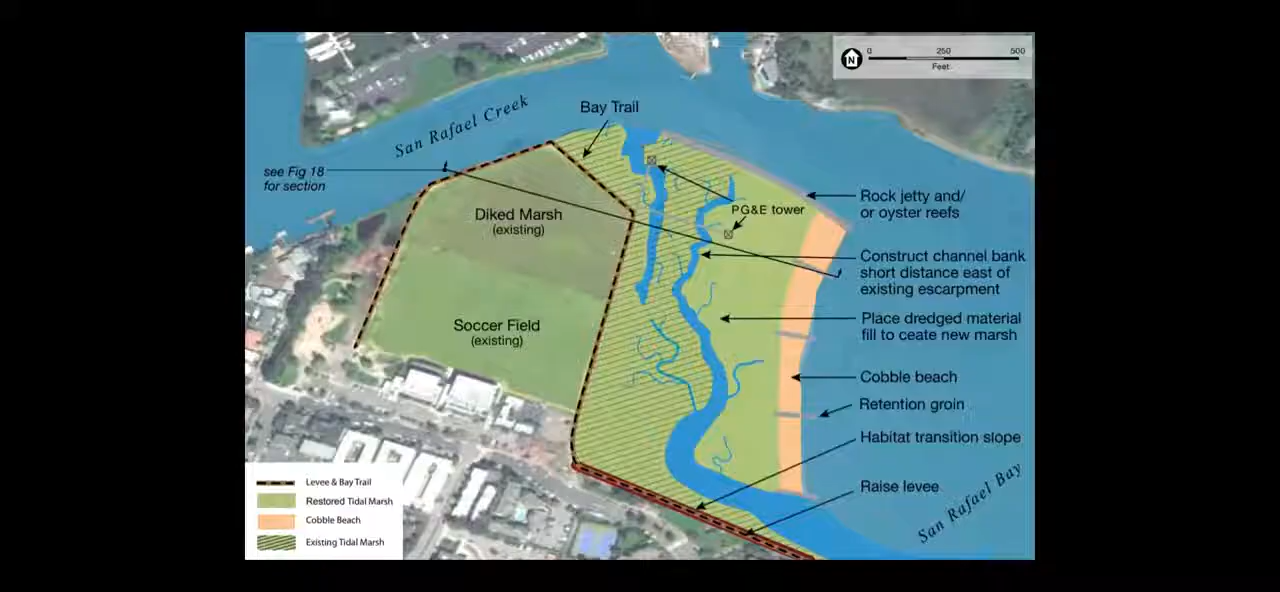 N
0 250 500
Feet
San Rafael Creek
Bay Trail
see Fig 18
for section
Diked Marsh
(existing)
PG&E tower
Rock jetty and/
or oyster reefs
Construct channel bank
short distance east of
existing escarpment
Soccer Field
(existing)
Place dredged material
fill to ceate new marsh
Cobble beach
Retention groin
Habitat transition slope
Raise levee
San Rafael Bay
Levee & Bay Trail
Restored Tidal Marsh
Cobble Beach
Existing Tidal Marsh